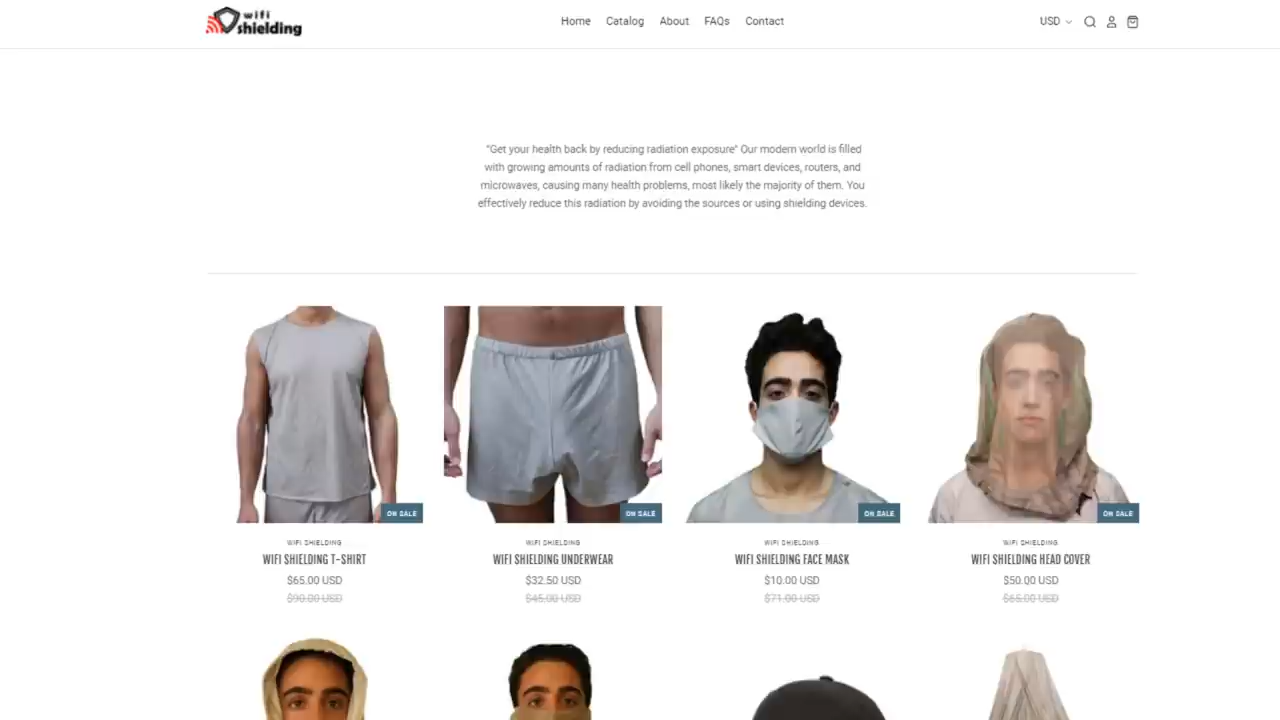 wifi
shielding
Home Catalog About FAQs Contact
USD
"Get your health back by reducing radiation exposure" Our modern world is filled
with growing amounts of radiation from cell phones, smart devices, routers, and
microwaves, causing many health problems, most likely the majority of them. You
effectively reduce this radiation by avoiding the sources or using shielding devices.
ON SALE ON SALE ON SALE ON SALE
WIFI SHIELDING WIFI SHIELDING WIFI SHIELDING WIFI SHIELDING
WIFI SHIELDING T-SHIRT WIFI SHIELDING UNDERWEAR WIFI SHIELDING FACE MASK WIFI SHIELDING HEAD COVER
$65.00 USD $32.50 USD $10.00 USD $50.00 USD
$90.00 USD $45.00 USD $71.00 USD $65.00 USD